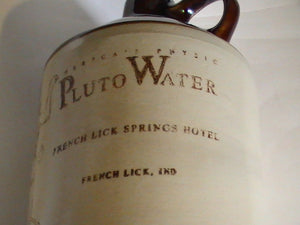 AMERICA'S PHYSIC
PLUTO WATER
FRENCH LICK SPRINGS HOTEL
FRENCH LICK, IND